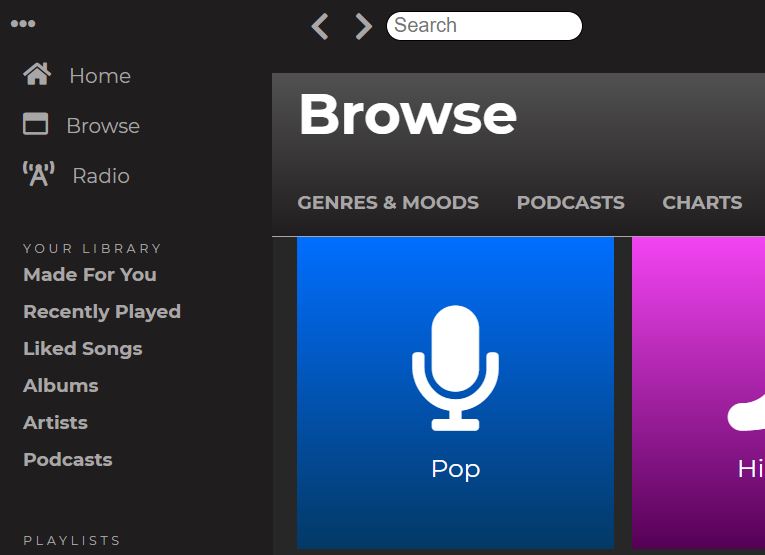 Search
Home
Browse
Radio
YOUR LIBRARY
Made For You
Recently Played
Liked Songs
Albums
Artists
Podcasts
PLAYLISTS
Browse
GENRES & MOODS PODCASTS CHARTS
Pop